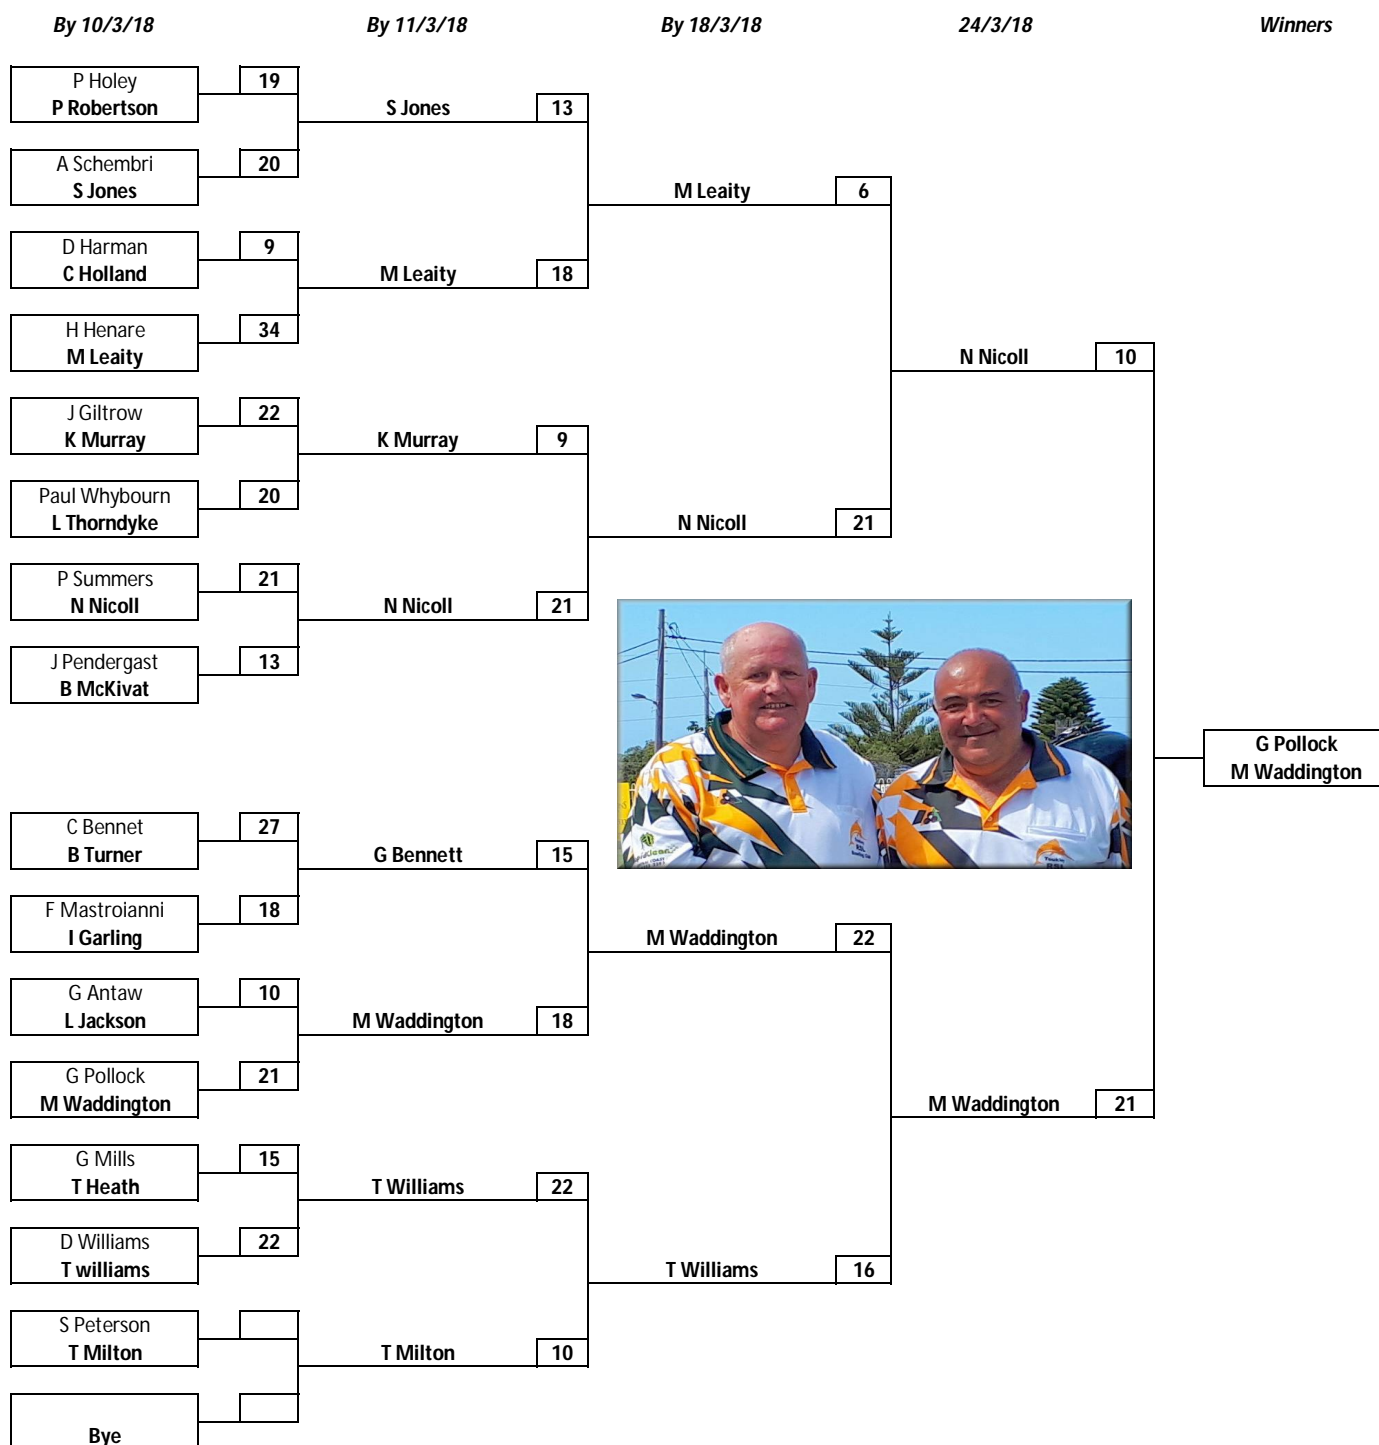 By 10/3/18 By 11/3/18 By 18/3/18 24/3/18 Winners
P Holey 19
P Robertson
S Jones 13
A Schembri 20
S Jones
M Leaity 6
D Harman 9
C Holland
M Leaity 18
H Henare 34
M Leaity
N Nicoll 10
J Giltrow 22
K Murray
K Murray 9
Paul Whybourn 20
L Thorndyke
N Nicoll 21
P Summers 21
N Nicoll
N Nicoll 21
J Pendergast 13
B McKivat
G Pollock
M Waddington
C Bennet 27
B Turner
G Bennett 15
F Mastroianni 18
I Garling
M Waddington 22
G Antaw 10
L Jackson
M Waddington 18
G Pollock 21
M Waddington
M Waddington 21
G Mills 15
T Heath
T Williams 22
D Williams 22
T williams
T Williams 16
S Peterson
T Milton
T Milton 10
Bye
RSL
RSL